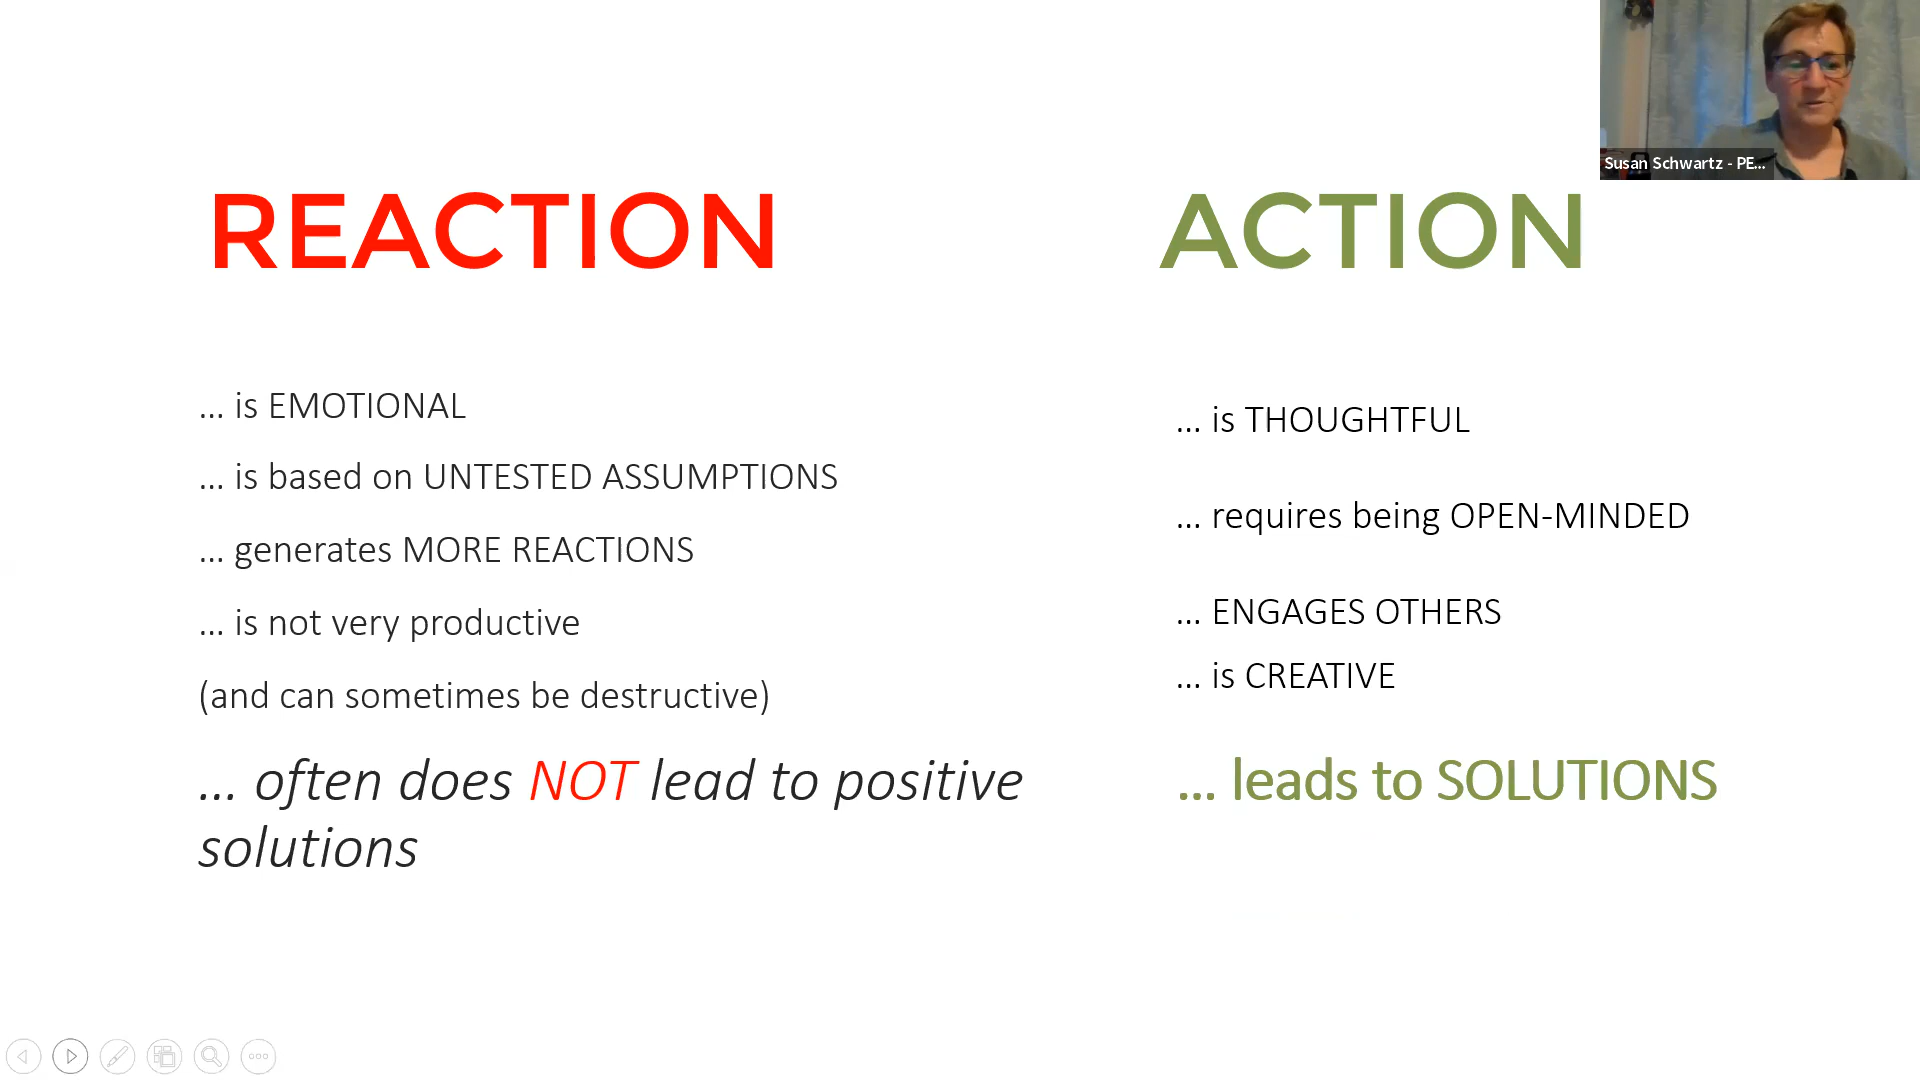 Susan Schwartz - PE...
REACTION
... is EMOTIONAL
... is based on UNTESTED ASSUMPTIONS
... generates MORE REACTIONS
... is not very productive
(and can sometimes be destructive)
... often does NOT lead to positive
solutions
ACTION
... is THOUGHTFUL
... requires being OPEN-MINDED
... ENGAGES OTHERS
... is CREATIVE
... leads to SOLUTIONS